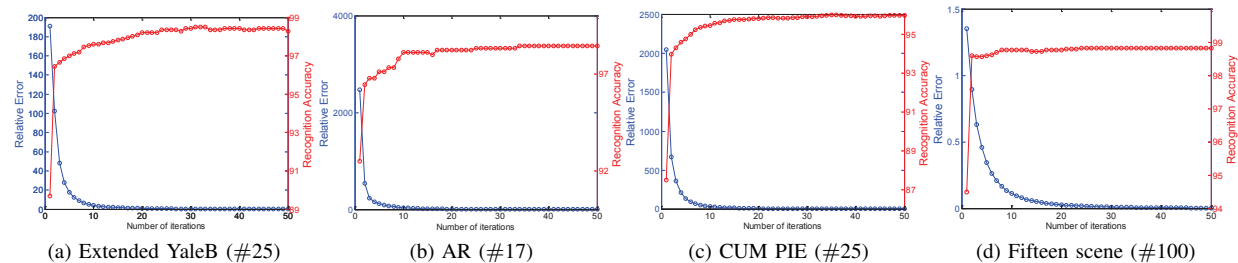 200
180
160
140
120
100
80
60
40
20
0
Relative Error
0 10 20 30 40 50
Number of iterations
99
97
95
93
91
89
Recognition Accuracy
(a) Extended YaleB (#25)
4000
2000
0
Relative Error
0 10 20 30 40 50
Number of iterations
97
92
Recognition Accuracy
(b) AR (#17)
2500
2000
1500
1000
500
0
Relative Error
0 10 20 30 40 50
Number of iterations
95
93
91
89
87
Recognition Accuracy
(c) CUM PIE (#25)
1.5
1
0.5
0
Relative Error
0 10 20 30 40 50
Number of iterations
99
98
97
96
95
94
Recognition Accuracy
(d) Fifteen scene (#100)